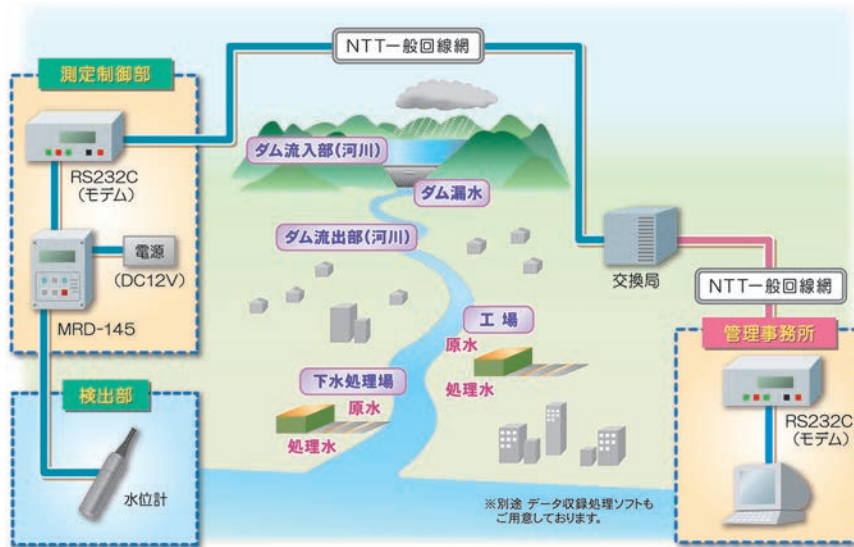 NTT一般回線網
測定制御部
RS232C
(モデム)
電源
(DC12V)
MRD-145
検出部
水位計
ダム流入部(河川)
ダム漏水
ダム流出部(河川)
工場
原水
処理水
下水処理場
原水
処理水
交換局
NTT一般回線網
管理事務所
RS232C
(モデム)
※別途 データ収録処理ソフトも
ご用意しております。